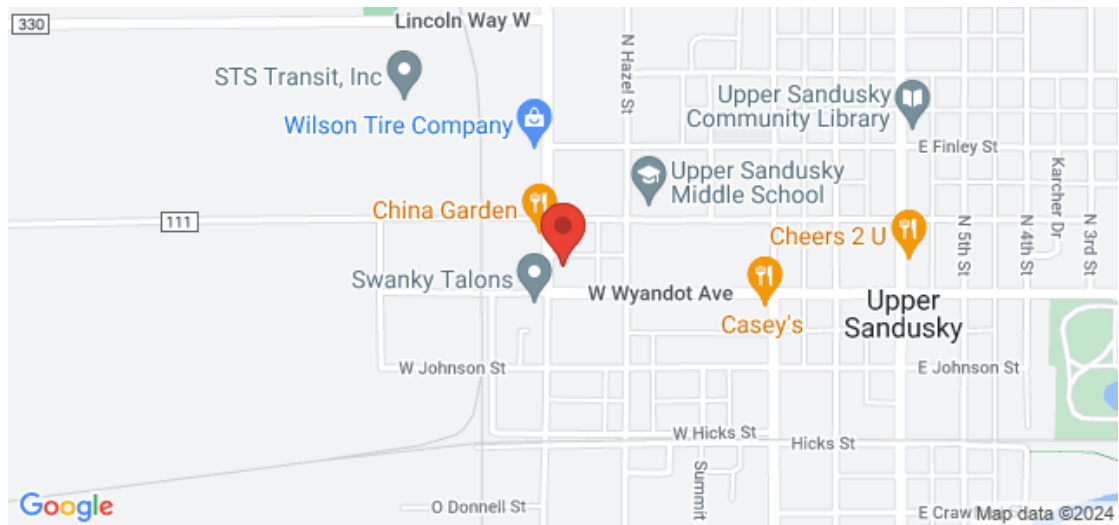 330
Lincoln Way W
N Hazel St
STS Transit, Inc
Upper Sandusky
Community Library
Wilson Tire Company
E Finley St
Upper Sandusky
Middle School
Karcher Dr
China Garden
111
Cheers 2 U
N 5th St
N 4th St
N 3rd St
Swanky Talons
W Wyandot Ave
Upper
Sandusky
Casey's
W Johnson St
E Johnson St
W Hicks St
Hicks St
Summit
Google
O Donnell St
E Craw
Map data ©2024